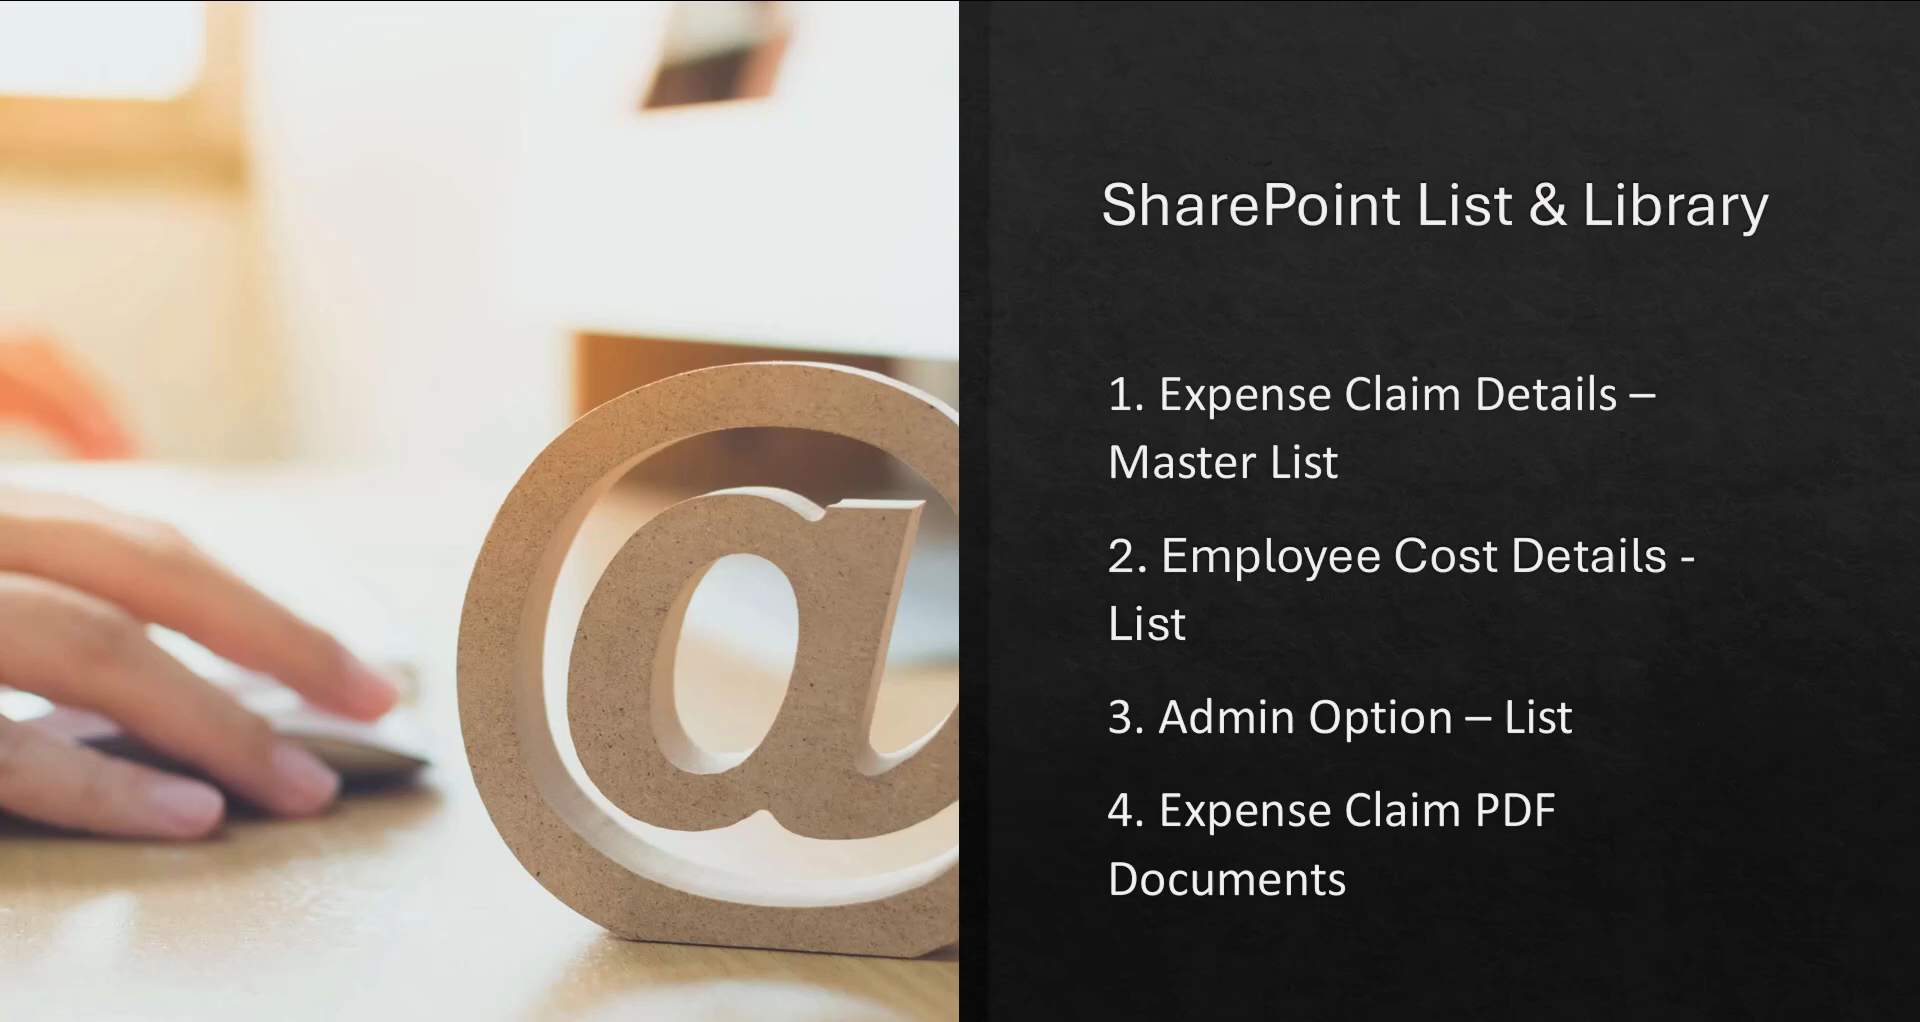 SharePoint List & Library
1. Expense Claim Details –
Master List
2. Employee Cost Details -
List
3. Admin Option – List
4. Expense Claim PDF
Documents
@